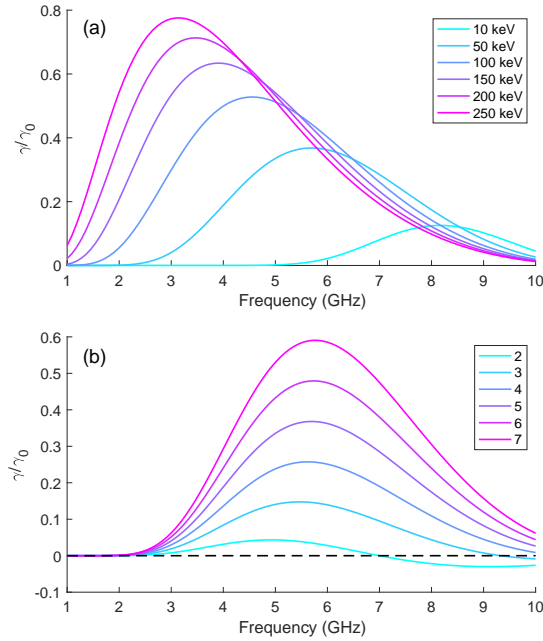 (a)
0.8
0.6
0.4
0.2
0
γ/γ0
10 keV
50 keV
100 keV
150 keV
200 keV
250 keV
1 2 3 4 5 6 7 8 9 10
Frequency (GHz)
(b)
0.6
0.5
0.4
0.3
0.2
0.1
0
-0.1
γ/γ0
2
3
4
5
6
7
1 2 3 4 5 6 7 8 9 10
Frequency (GHz)